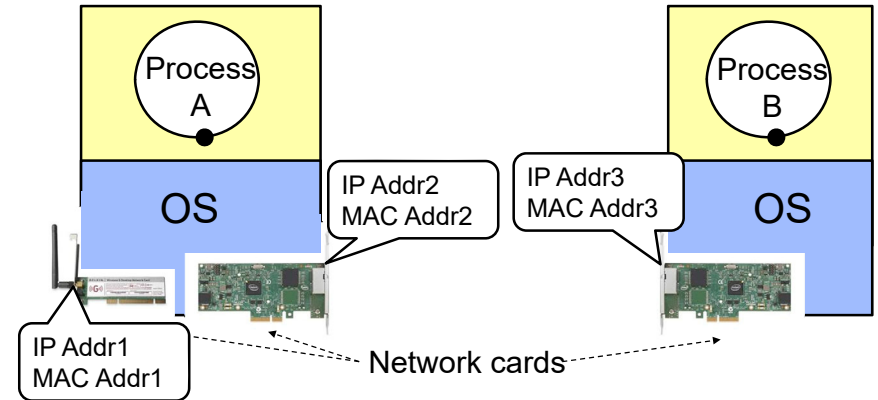 Process
A
Process
B
OS
IP Addr2
MAC Addr2
IP Addr3
MAC Addr3
OS
IP Addr1
MAC Addr1
Network cards